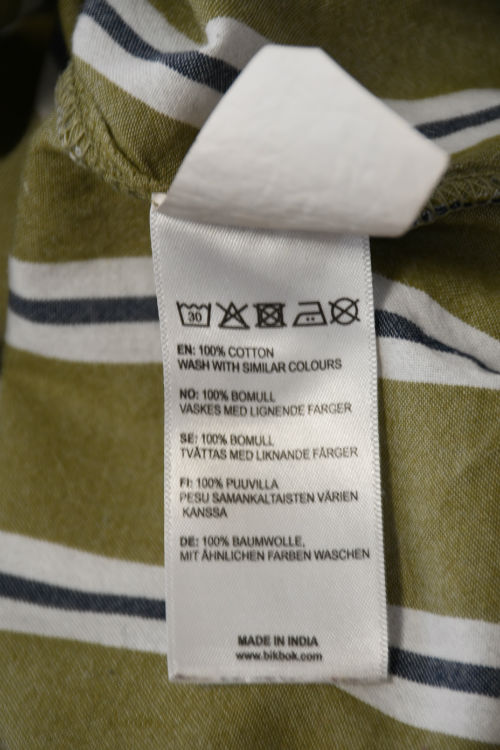 30
EN: 100% COTTON
WASH WITH SIMILAR COLOURS
NO: 100% BOMULL
VASKES MED LIGNENDE FARGER
SE: 100% BOMULL
TVÄTTAS MED LIKNANDE FÄRGER
FI: 100% PUUVILLA
PESU SAMANKALTAISTEN VÄRIEN
KANSSA
DE: 100% BAUMWOLLE,
MIT ÄHNLICHEN FARBEN WASCHEN
MADE IN INDIA
www.bikbok.com